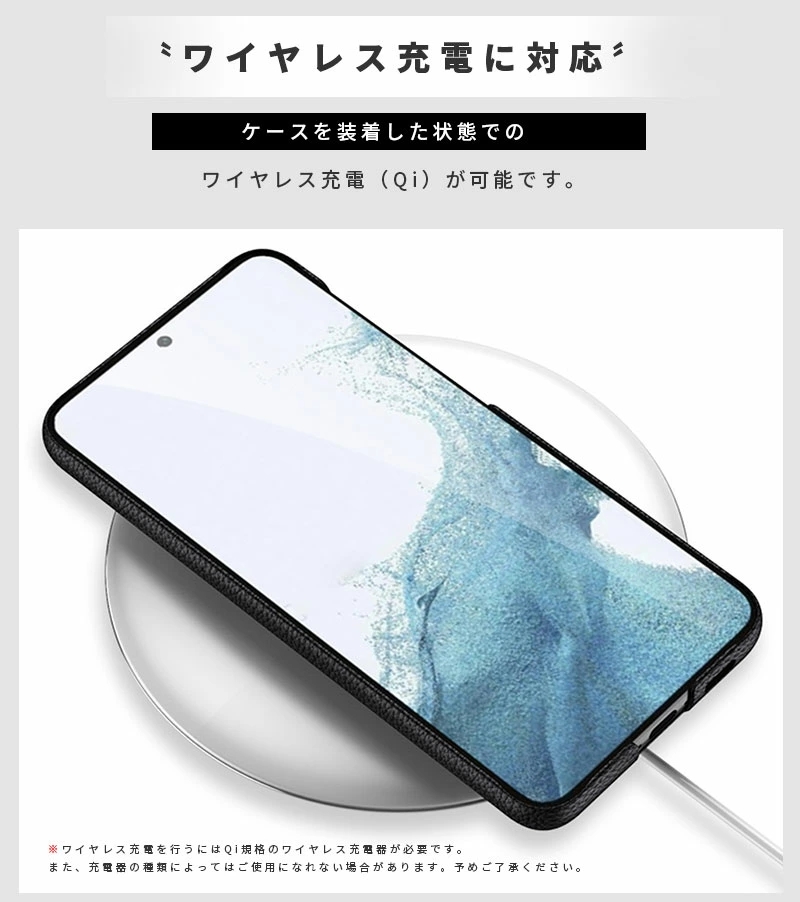 〝ワイヤレス充電に対応〞
ケースを装着した状態での
ワイヤレス充電（Qi）が可能です。
※ワイヤレス充電を行うにはQi規格のワイヤレス充電器が必要です。
また、充電器の種類によってはご使用になれない場合があります。予めご了承ください。